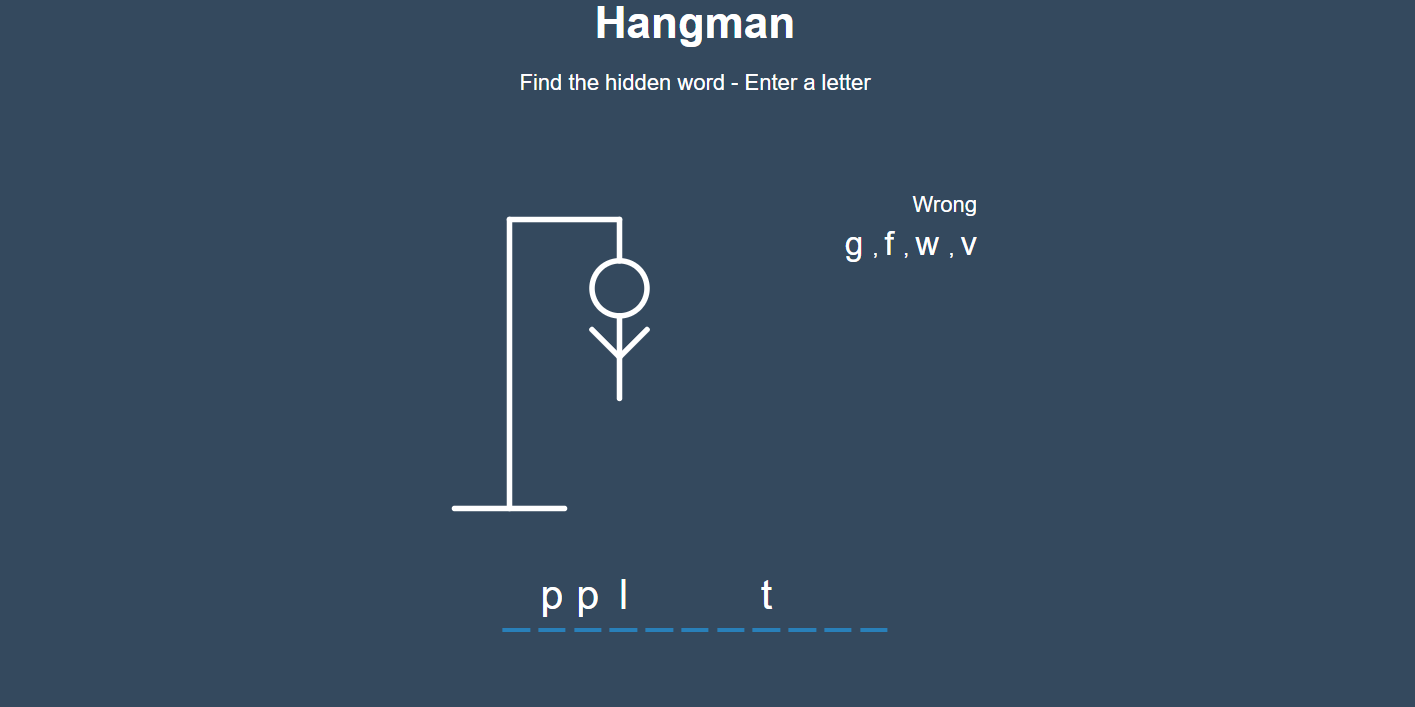 Hangman
Find the hidden word - Enter a letter
Wrong
g , f , w , v
p p l t